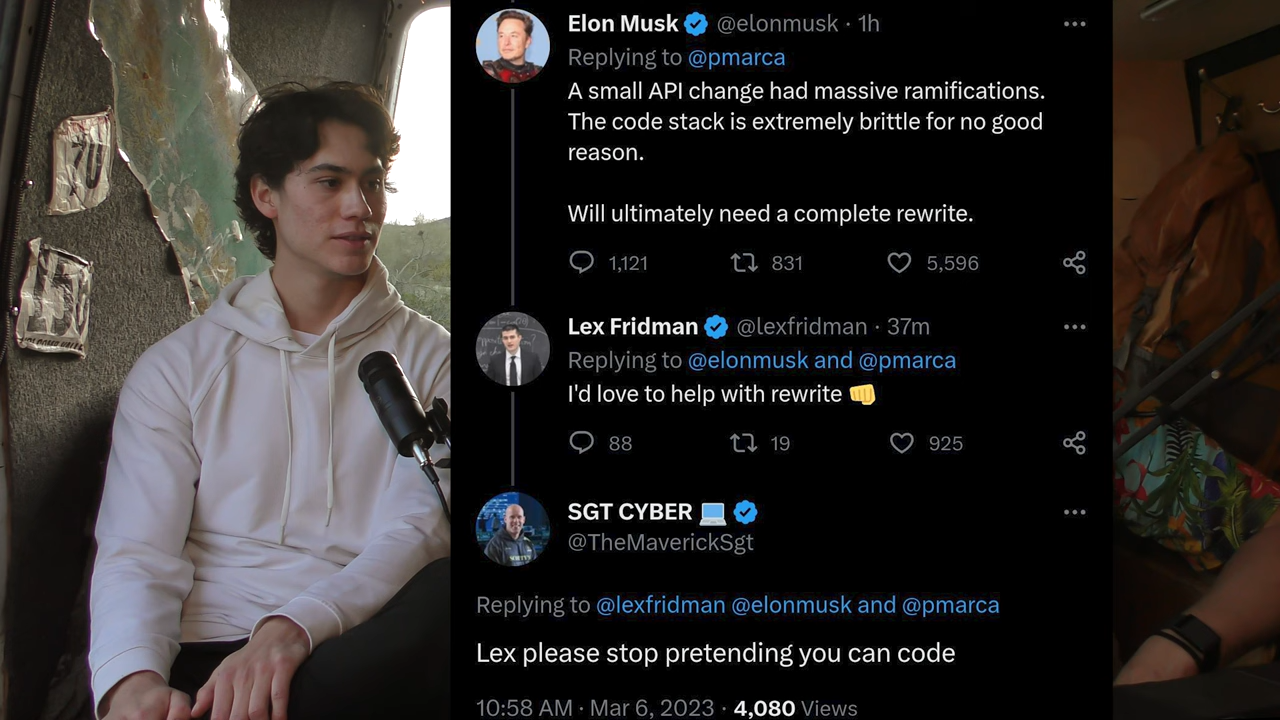 Elon Musk @elonmusk · 1h
Replying to @pmarca
A small API change had massive ramifications.
The code stack is extremely brittle for no good
reason.
Will ultimately need a complete rewrite.
1,121 831 5,596
Lex Fridman @lexfridman · 37m
Replying to @elonmusk and @pmarca
I'd love to help with rewrite 👊
88 19 925
SGT CYBER 💻
@TheMaverickSgt
Replying to @lexfridman @elonmusk and @pmarca
Lex please stop pretending you can code
10:58 AM · Mar 6, 2023 · 4,080 Views